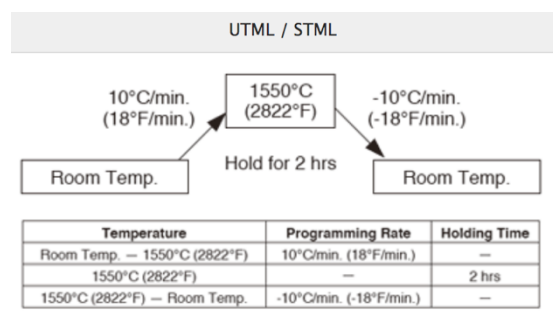 UTML / STML
10°C/min.
(18°F/min.)
1550°C
(2822°F)
-10°C/min.
(-18°F/min.)
Room Temp.
Hold for 2 hrs
Room Temp.
Temperature Programming Rate Holding Time
Room Temp. — 1550°C (2822°F) 10°C/min. (18°F/min.) —
1550°C (2822°F) — 2 hrs
1550°C (2822°F) — Room Temp. -10°C/min. (-18°F/min.) —